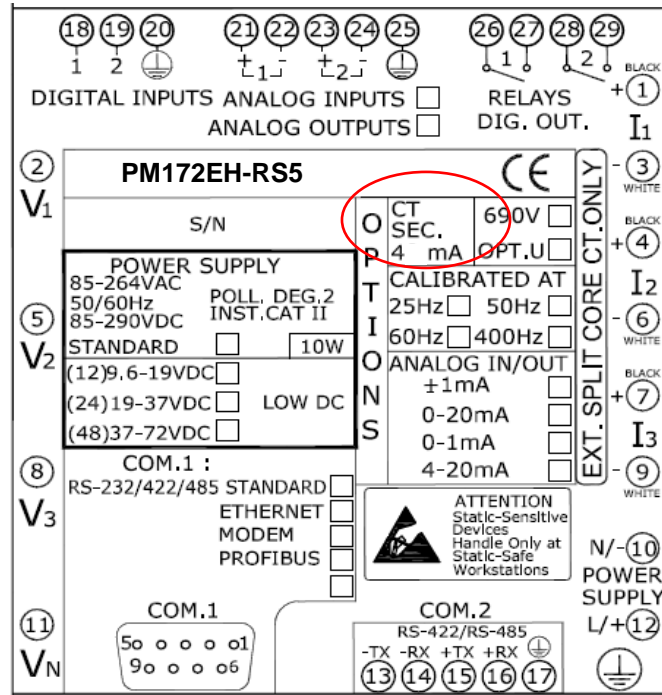 18 19 20 21 22 23 24 25 26 27 28 29
1 2 + - + - 1 2
1 2
DIGITAL INPUTS ANALOG INPUTS RELAYS
ANALOG OUTPUTS DIG. OUT.
BLACK
+ 1
I1
- 3
WHITE
BLACK
+ 4
I2
- 6
WHITE
BLACK
+ 7
I3
- 9
WHITE
N/- 10
POWER
SUPPLY
L/+ 12
2
V1
5
V2
8
V3
11
VN
PM172EH-RS5 CE
S/N
OPTIONS
CT
SEC.
4 mA
690V
OPT.U
EXT. SPLIT CORE CT.ONLY
POWER SUPPLY
85-264VAC
50/60Hz POLL. DEG.2
85-290VDC INST.CAT II
STANDARD 10W
(12)9.6-19VDC
(24)19-37VDC LOW DC
(48)37-72VDC
CALIBRATED AT
25Hz 50Hz
60Hz 400Hz
ANALOG IN/OUT
±1mA
0-20mA
0-1mA
4-20mA
COM.1 :
RS-232/422/485 STANDARD
ETHERNET
MODEM
PROFIBUS
ATTENTION
Static-Sensitive
Devices
Handle Only at
Static-Safe
Workstations
COM.1
5 1
9 6
COM.2
RS-422/RS-485
-TX -RX +TX +RX
13 14 15 16 17